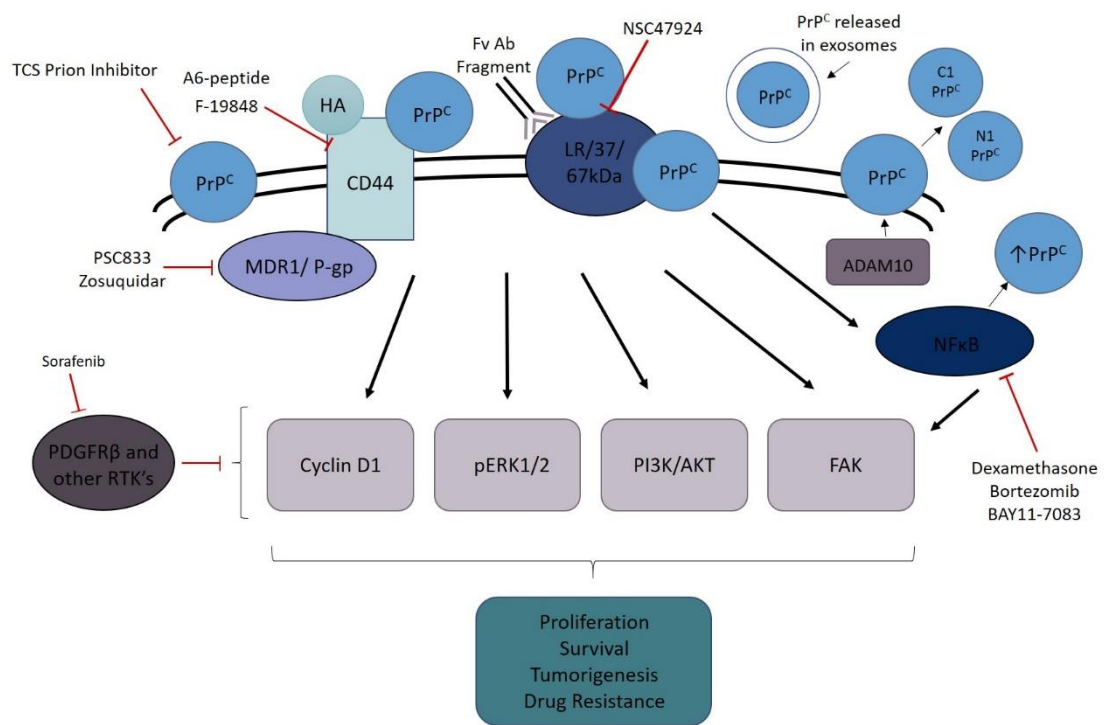 TCS Prion Inhibitor
A6-peptide
F-19848
HA
PrPᶜ
PrPᶜ
CD44
Fv Ab
Fragment
NSC47924
PrPᶜ
LR/37/
67kDa
PrPᶜ
PrPᶜ released
in exosomes
PrPᶜ
C1
PrPᶜ
N1
PrPᶜ
PrPᶜ
ADAM10
PSC833
Zosuquidar
MDR1/ P-gp
↑PrPᶜ
NFκB
Sorafenib
PDGFRβ and
other RTK's
Cyclin D1
pERK1/2
PI3K/AKT
FAK
Dexamethasone
Bortezomib
BAY11-7083
Proliferation
Survival
Tumorigenesis
Drug Resistance